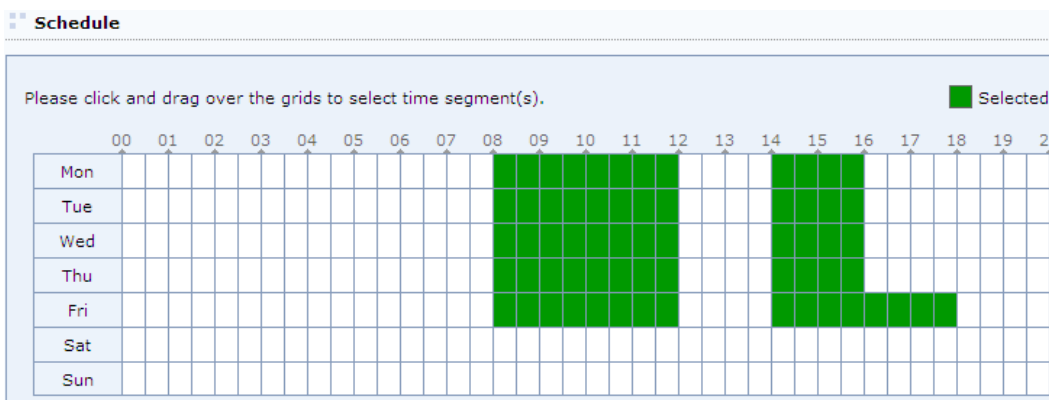 Schedule
Please click and drag over the grids to select time segment(s).
Selected
00 01 02 03 04 05 06 07 08 09 10 11 12 13 14 15 16 17 18 19 2
Mon
Tue
Wed
Thu
Fri
Sat
Sun